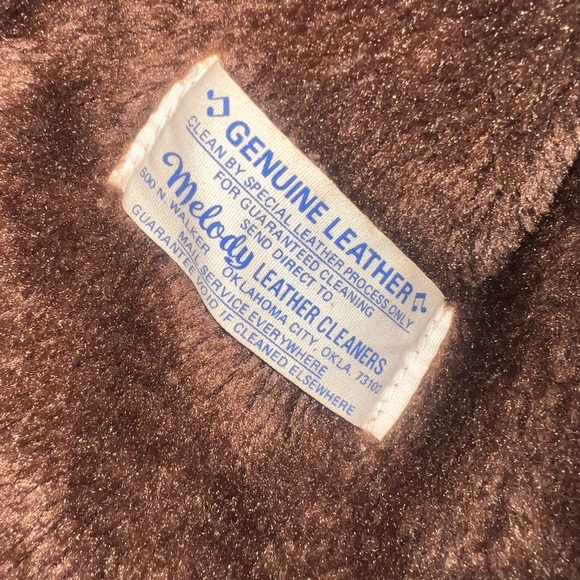 GENUINE LEATHER
CLEAN BY SPECIAL LEATHER PROCESS ONLY
FOR GUARANTEED CLEANING
SEND DIRECT TO
Melody LEATHER CLEANERS
500 N. WALKER OKLAHOMA CITY, OKLA. 73102
MAIL SERVICE EVERYWHERE
GUARANTEE VOID IF CLEANED ELSEWHERE